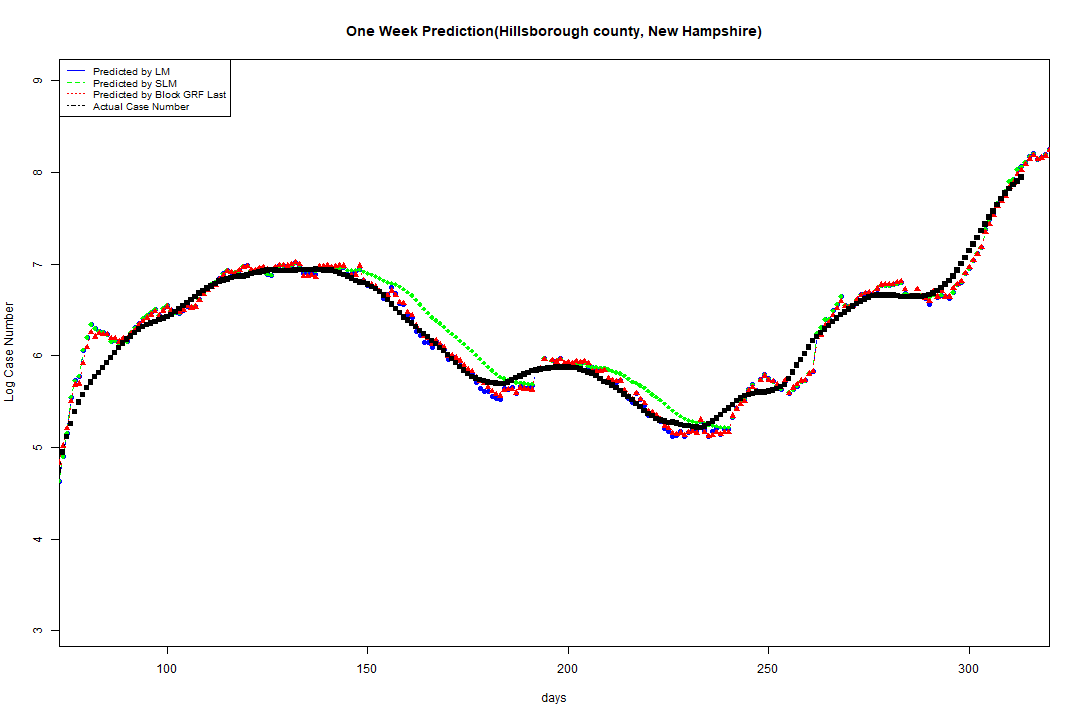 One Week Prediction(Hillsborough county, New Hampshire)
Predicted by LM
Predicted by SLM
Predicted by Block GRF Last
Actual Case Number
Log Case Number
9
8
7
6
5
4
3
100 150 200 250 300
days